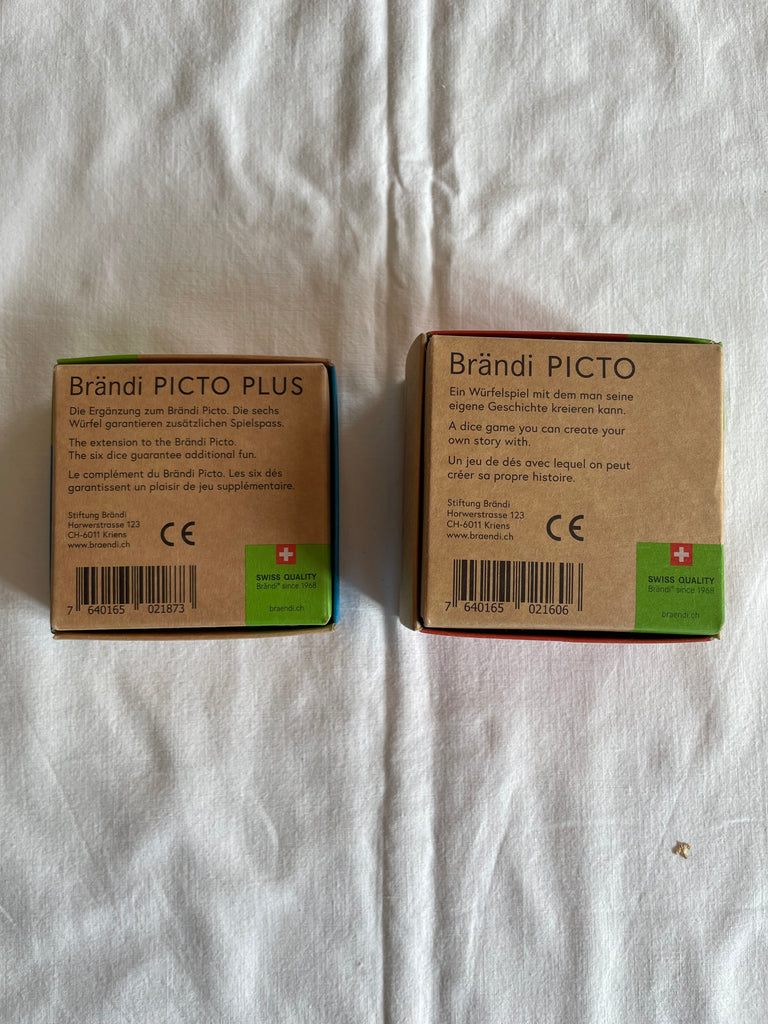 Brändi PICTO PLUS
Die Ergänzung zum Brändi Picto. Die sechs
Würfel garantieren zusätzlichen Spielspass.
The extension to the Brändi Picto.
The six dice guarantee additional fun.
Le complément du Brändi Picto. Les six dés
garantissent un plaisir de jeu supplémentaire.
Stiftung Brändi
Horwerstrasse 123
CH-6011 Kriens
www.braendi.ch
CE
7 640165 021873
SWISS QUALITY
Brändi® since 1968
braendi.ch
Brändi PICTO
Ein Würfelspiel mit dem man seine
eigene Geschichte kreieren kann.
A dice game you can create your
own story with.
Un jeu de dés avec lequel on peut
créer sa propre histoire.
Stiftung Brändi
Horwerstrasse 123
CH-6011 Kriens
www.braendi.ch
CE
7 640165 021606
SWISS QUALITY
Brändi® since 1968
braendi.ch